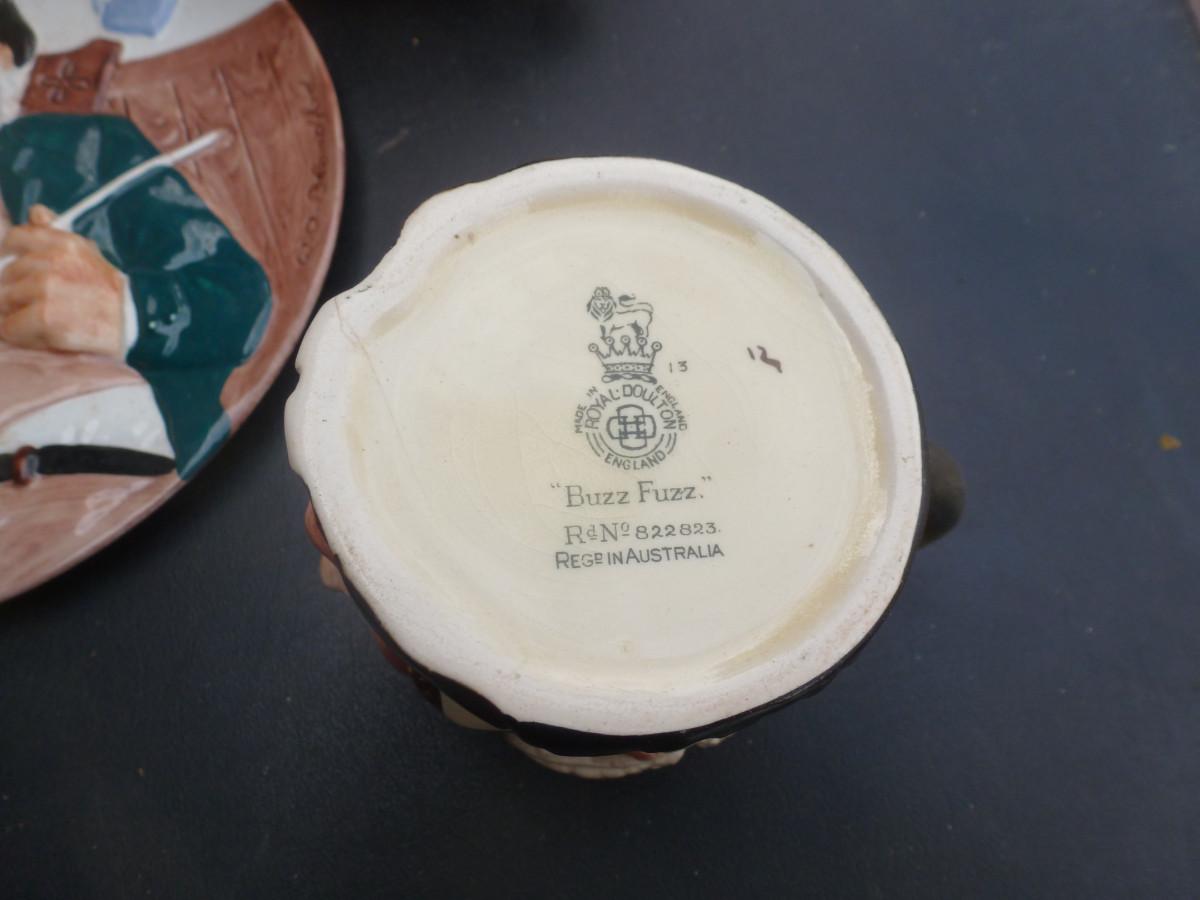 13
12
MADE IN ENGLAND
ROYAL·DOULTON
ENGLAND
"Buzz Fuzz."
Rd No 822823.
REGD IN AUSTRALIA